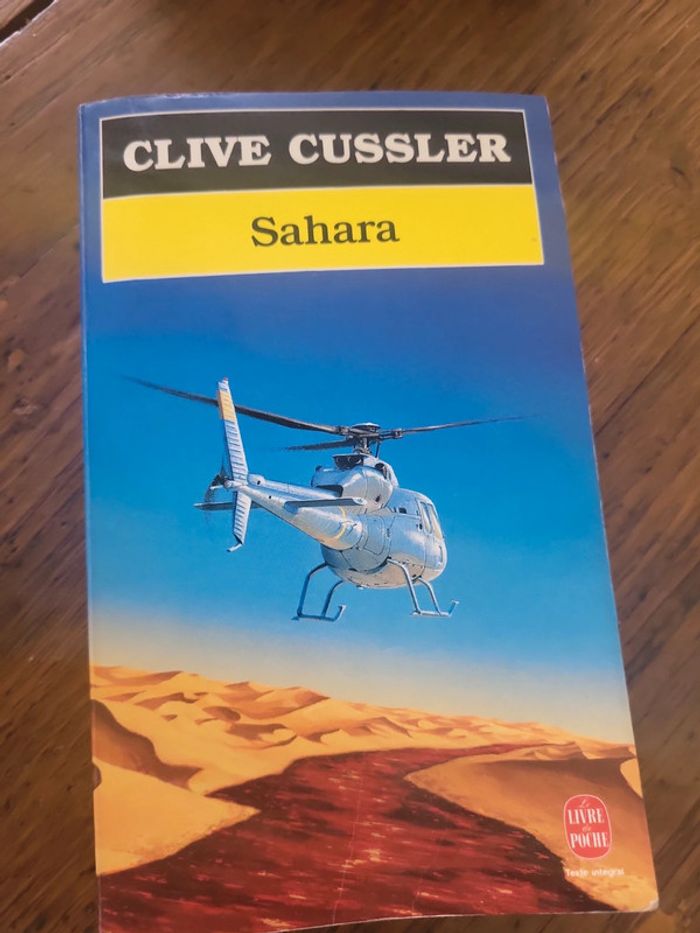 CLIVE CUSSLER
Sahara
Le
LIVRE
de
POCHE
Texte intégral